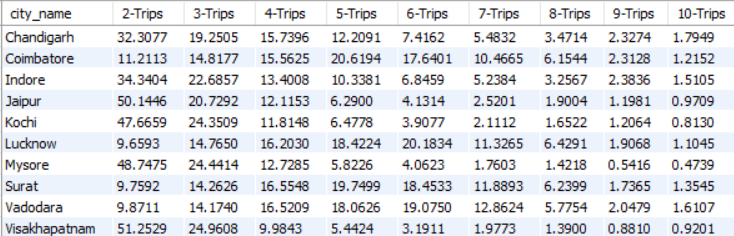 city_name 2-Trips 3-Trips 4-Trips 5-Trips 6-Trips 7-Trips 8-Trips 9-Trips 10-Trips
Chandigarh 32.3077 19.2505 15.7396 12.2091 7.4162 5.4832 3.4714 2.3274 1.7949
Coimbatore 11.2113 14.8177 15.5625 20.6194 17.6401 10.4665 6.1544 2.3128 1.2152
Indore 34.3404 22.6857 13.4008 10.3381 6.8459 5.2384 3.2567 2.3836 1.5105
Jaipur 50.1446 20.7292 12.1153 6.2900 4.1314 2.5201 1.9004 1.1981 0.9709
Kochi 47.6659 24.3509 11.8148 6.4778 3.9077 2.1112 1.6522 1.2064 0.8130
Lucknow 9.6593 14.7650 16.2030 18.4224 20.1834 11.3265 6.4291 1.9068 1.1045
Mysore 48.7475 24.4414 12.7285 5.8226 4.0623 1.7603 1.4218 0.5416 0.4739
Surat 9.7592 14.2626 16.5548 19.7499 18.4533 11.8893 6.2399 1.7365 1.3545
Vadodara 9.8711 14.1740 16.5209 18.0626 19.0750 12.8624 5.7754 2.0479 1.6107
Visakhapatnam 51.2529 24.9608 9.9843 5.4424 3.1911 1.9773 1.3900 0.8810 0.9201